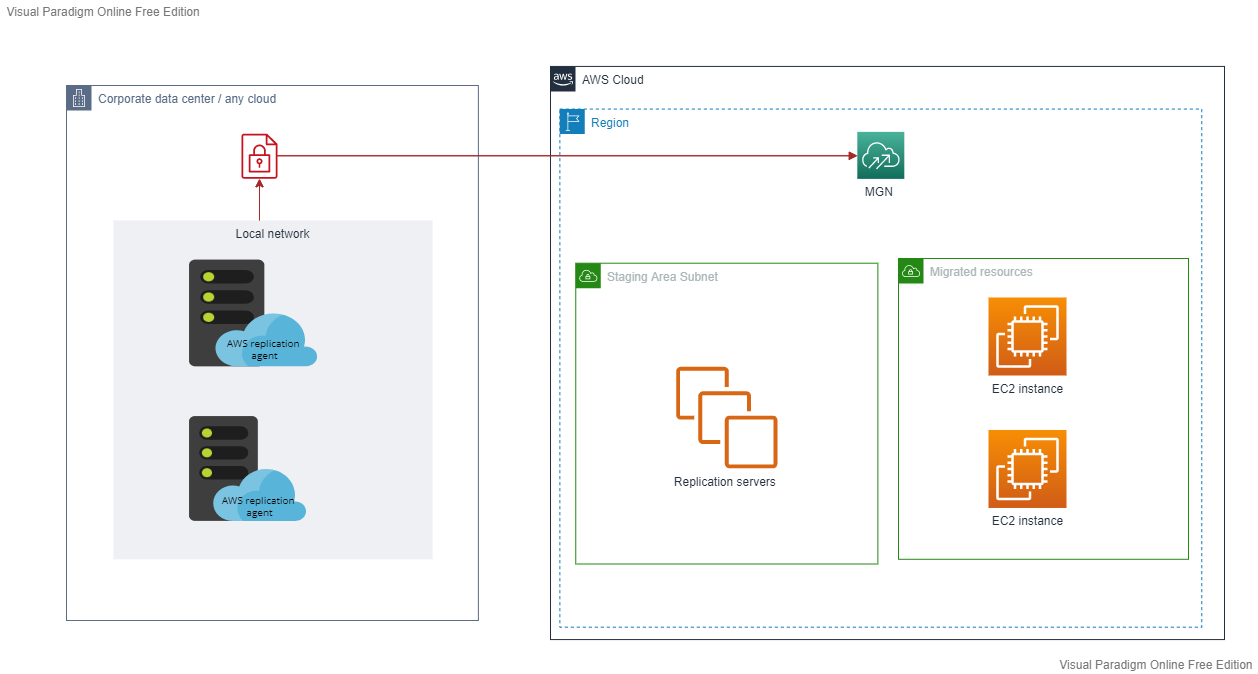 Visual Paradigm Online Free Edition
aws
AWS Cloud
Corporate data center / any cloud
Region
MGN
Local network
Staging Area Subnet
Migrated resources
AWS replication
agent
EC2 instance
Replication servers
AWS replication
agent
EC2 instance
Visual Paradigm Online Free Edition